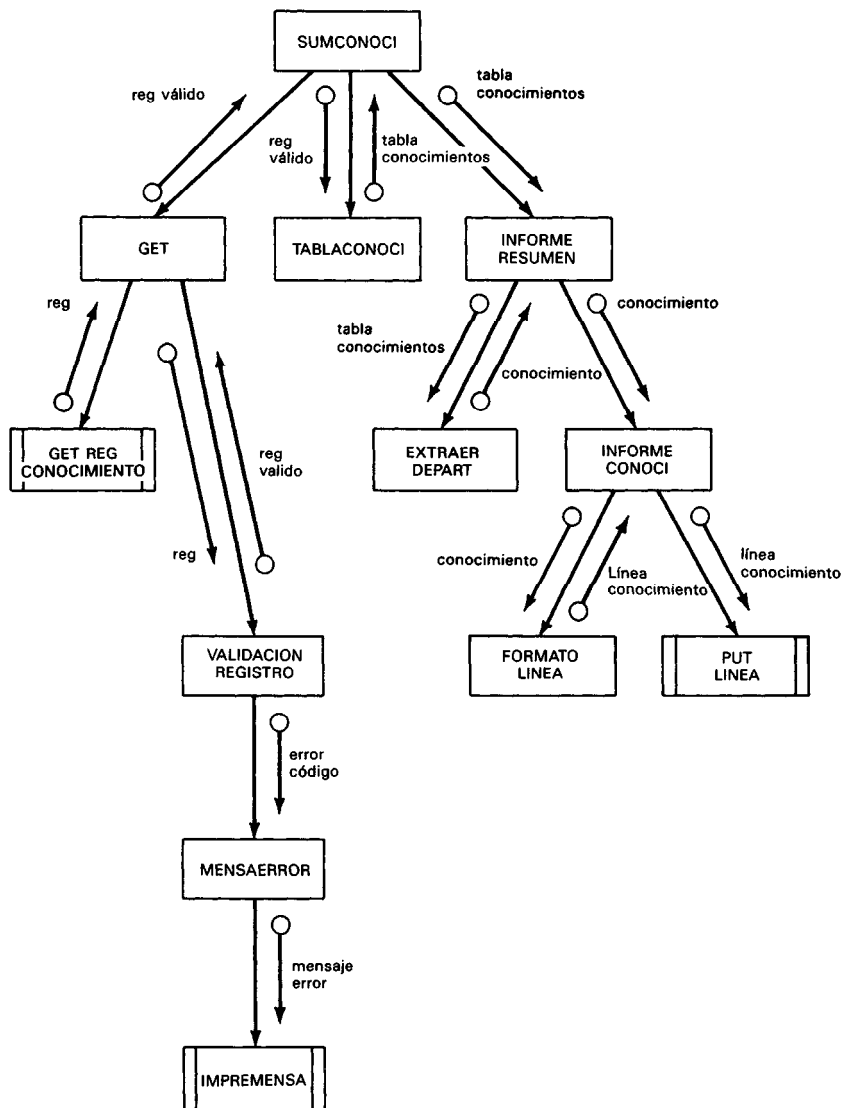 SUMCONOCI
reg válido
reg
válido
tabla
conocimientos
tabla
conocimientos
GET
TABLACONOCI
INFORME
RESUMEN
reg
tabla
conocimientos
conocimiento
conocimiento
GET REG
CONOCIMIENTO
reg
valido
reg
EXTRAER
DEPART
INFORME
CONOCI
conocimiento
Línea
conocimiento
línea
conocimiento
VALIDACION
REGISTRO
FORMATO
LINEA
PUT
LINEA
error
código
MENSAERROR
mensaje
error
IMPREMENSA